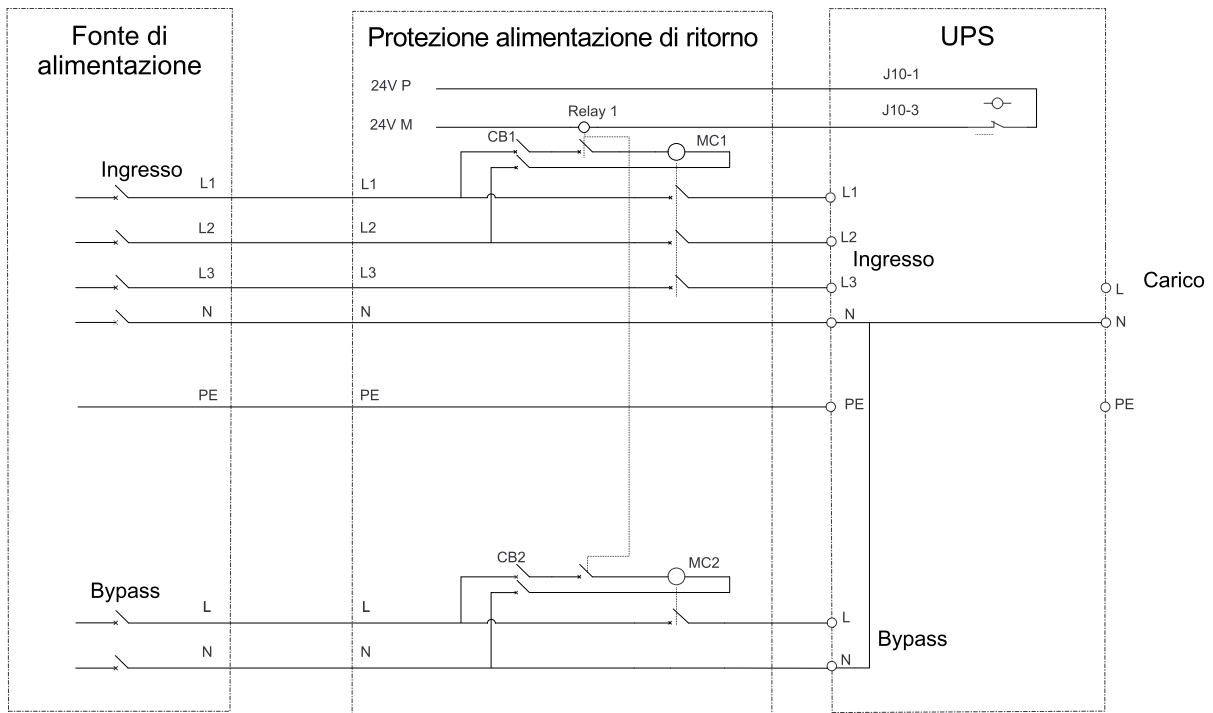 Fonte di
alimentazione
Protezione alimentazione di ritorno
UPS
24V P
J10-1
24V M
Relay 1
J10-3
CB1
MC1
Ingresso
L1
L1
L1
L2
L2
L2
Ingresso
L3
L3
L3
Carico
L
N
N
N
N
PE
PE
PE
PE
CB2
MC2
Bypass
L
L
L
Bypass
N
N
N